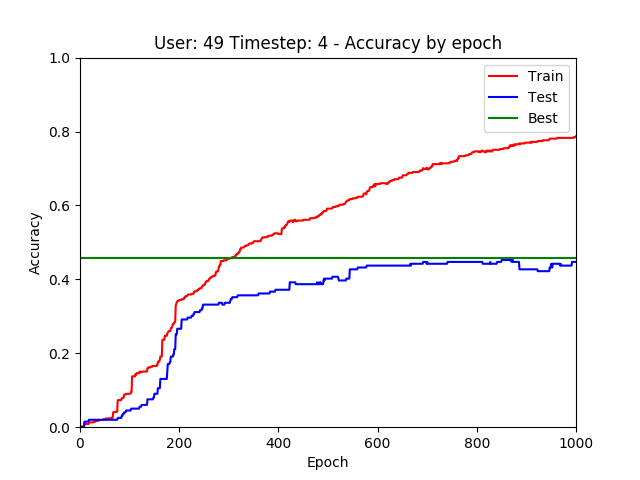 User: 49 Timestep: 4 - Accuracy by epoch
1.0
0.8
0.6
0.4
0.2
0.0
Accuracy
Train
Test
Best
0 200 400 600 800 1000
Epoch